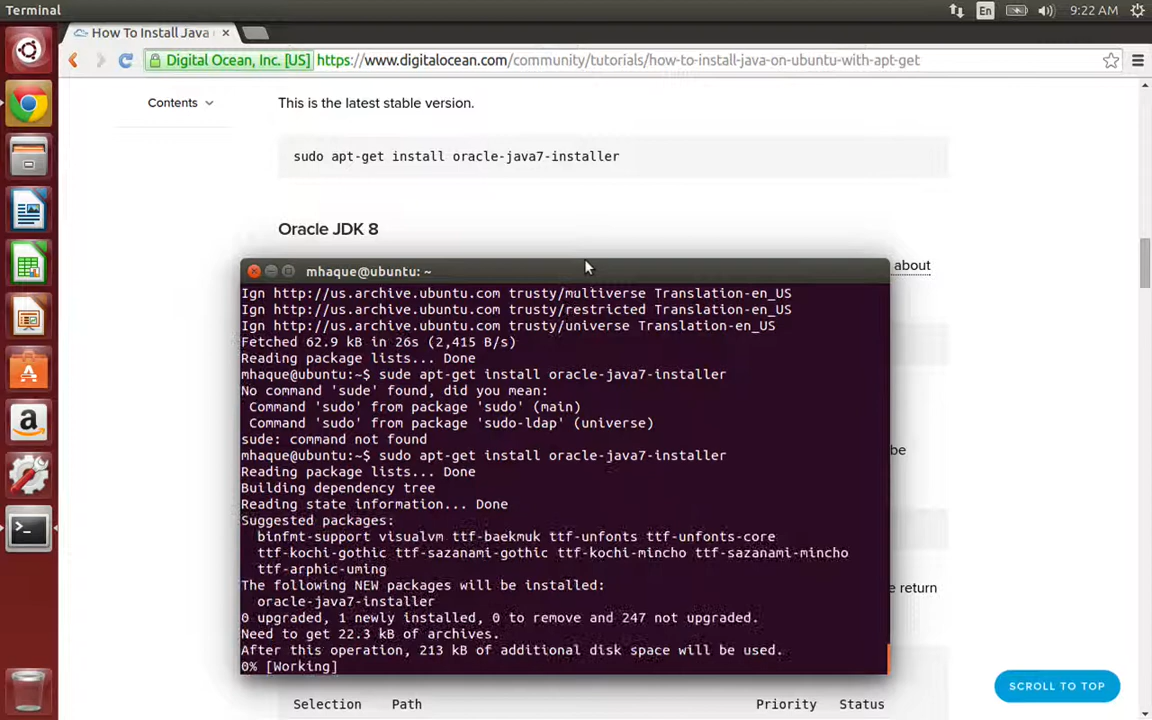 Terminal
En
9:22 AM
How To Install Java
Digital Ocean, Inc. [US]
https://www.digitalocean.com/community/tutorials/how-to-install-java-on-ubuntu-with-apt-get
Contents
This is the latest stable version.
sudo apt-get install oracle-java7-installer
Oracle JDK 8
about
mhaque@ubuntu: ~
Ign http://us.archive.ubuntu.com trusty/multiverse Translation-en_US
Ign http://us.archive.ubuntu.com trusty/restricted Translation-en_US
Ign http://us.archive.ubuntu.com trusty/universe Translation-en_US
Fetched 62.9 kB in 26s (2,415 B/s)
Reading package lists... Done
mhaque@ubuntu:~$ sude apt-get install oracle-java7-installer
No command 'sude' found, did you mean:
Command 'sudo' from package 'sudo' (main)
Command 'sudo' from package 'sudo-ldap' (universe)
sude: command not found
mhaque@ubuntu:~$ sudo apt-get install oracle-java7-installer
be
Reading package lists... Done
Building dependency tree
Reading state information... Done
Suggested packages:
binfmt-support visualvm ttf-baekmuk ttf-unfonts ttf-unfonts-core
ttf-kochi-gothic ttf-sazanami-gothic ttf-kochi-mincho ttf-sazanami-mincho
ttf-arphic-uming
The following NEW packages will be installed:
return
oracle-java7-installer
0 upgraded, 1 newly installed, 0 to remove and 247 not upgraded.
Need to get 22.3 kB of archives.
After this operation, 213 kB of additional disk space will be used.
0% [Working]
SCROLL TO TOP
Selection Path Priority Status